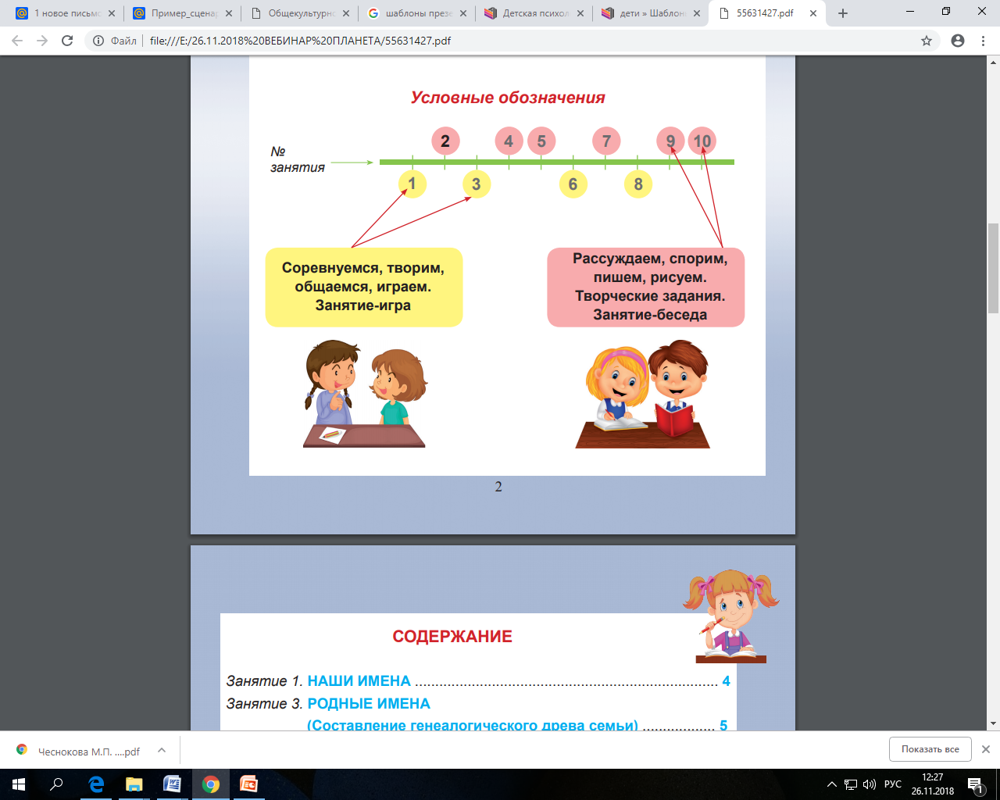 1 новое письмо
Пример_сцена
Общекультурно
шаблоны презе
Детская психол
дети » Шаблон
55631427.pdf
Файл
file:///E:/26.11.2018%20ВЕБИНАР%20ПЛАНЕТА/55631427.pdf
Условные обозначения
2 4 5 7 9 10
№
занятия
1 3 6 8
Соревнуемся, творим,
общаемся, играем.
Занятие-игра
Рассуждаем, спорим,
пишем, рисуем.
Творческие задания.
Занятие-беседа
2
СОДЕРЖАНИЕ
Занятие 1. НАШИ ИМЕНА ........................................................................... 4
Занятие 3. РОДНЫЕ ИМЕНА
(Составление генеалогического древа семьи) .................. 5
Чеснокова М.П. ....pdf
Показать все
РУС
12:27
26.11.2018
1